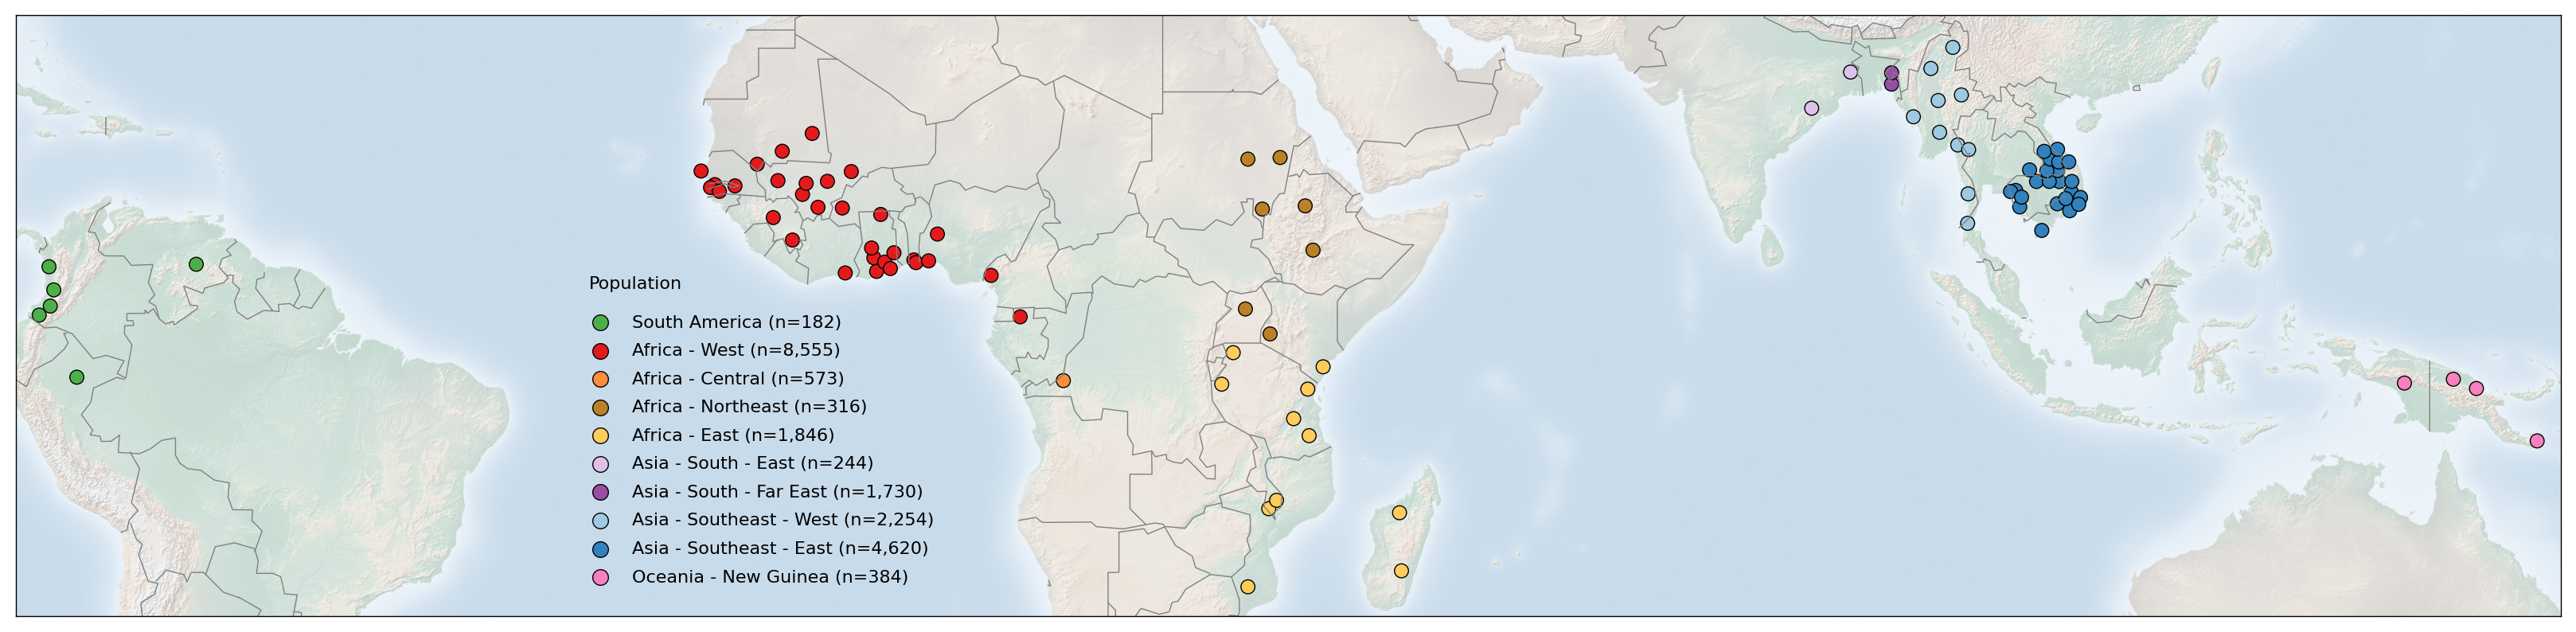 Population
South America (n=182)
Africa - West (n=8,555)
Africa - Central (n=573)
Africa - Northeast (n=316)
Africa - East (n=1,846)
Asia - South - East (n=244)
Asia - South - Far East (n=1,730)
Asia - Southeast - West (n=2,254)
Asia - Southeast - East (n=4,620)
Oceania - New Guinea (n=384)